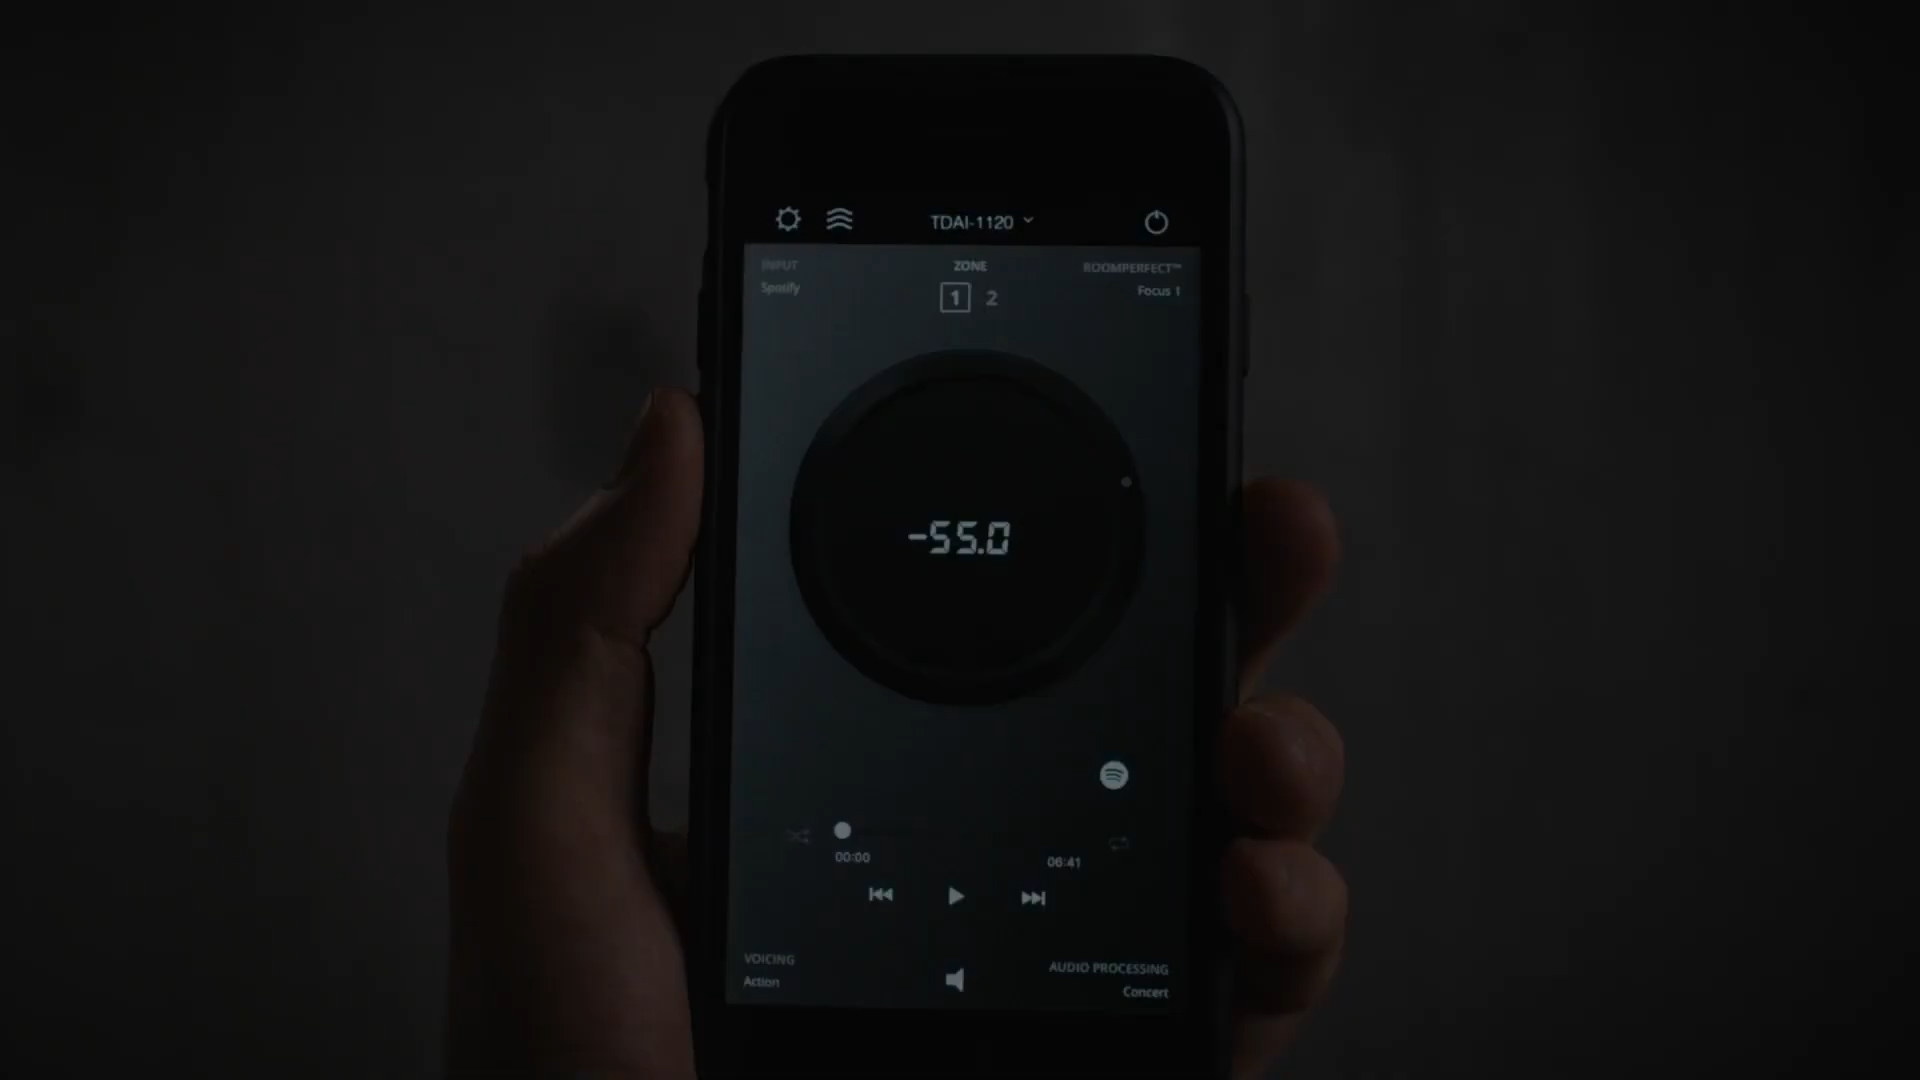 TDAI-1120
INPUT
ZONE
ROOMPERFECT™
Spotify
1 2
Focus 1
-55.0
00:00
06:41
VOICING
AUDIO PROCESSING
Action
Concert